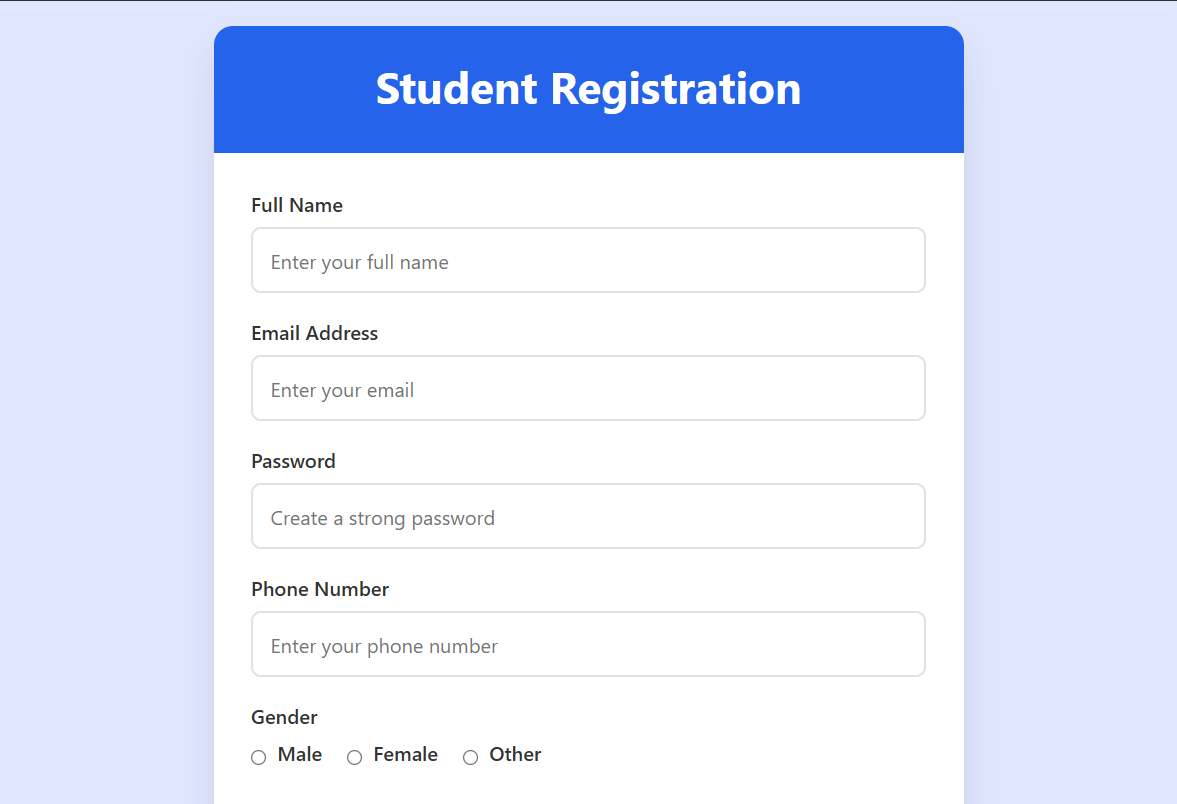 Student Registration
Full Name
Enter your full name
Email Address
Enter your email
Password
Create a strong password
Phone Number
Enter your phone number
Gender
Male Female Other